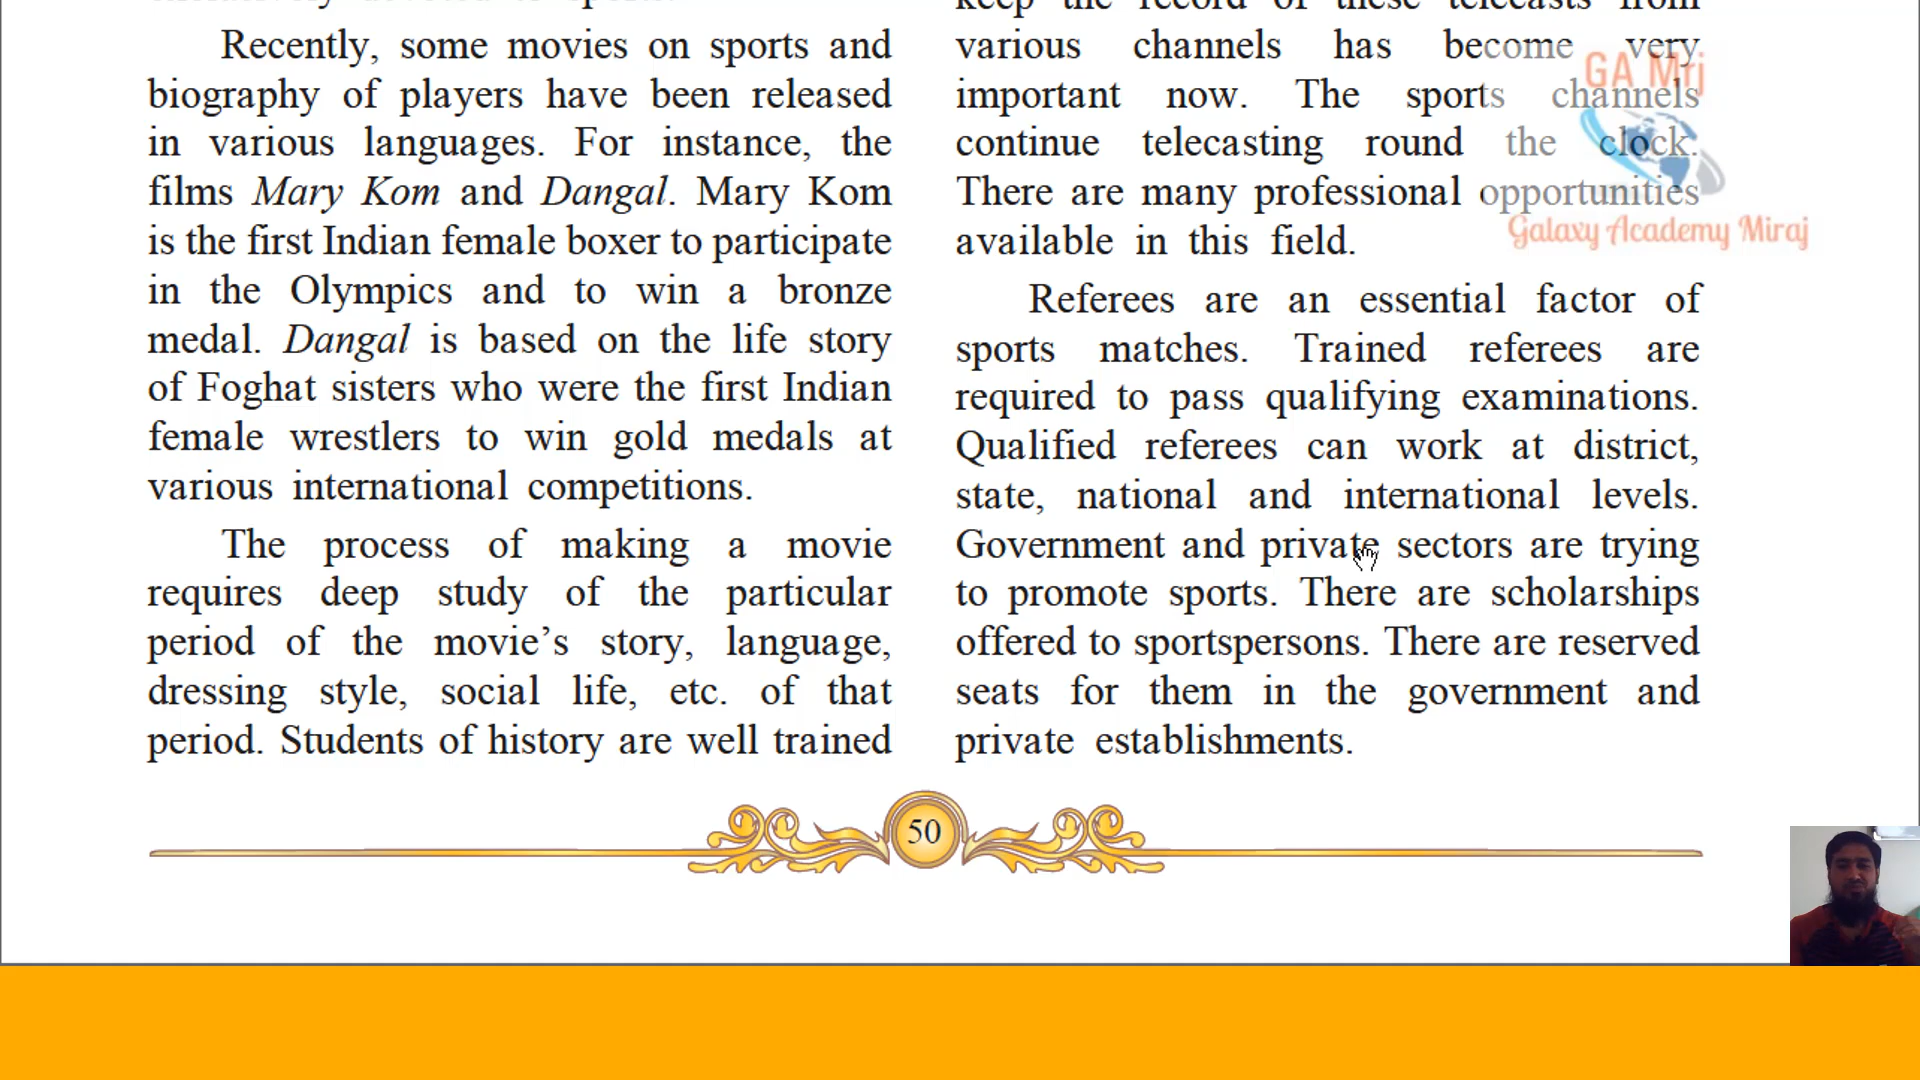 Recently, some movies on sports and
biography of players have been released
in various languages. For instance, the
films Mary Kom and Dangal. Mary Kom
is the first Indian female boxer to participate
in the Olympics and to win a bronze
medal. Dangal is based on the life story
of Foghat sisters who were the first Indian
female wrestlers to win gold medals at
various international competitions.
The process of making a movie
requires deep study of the particular
period of the movie’s story, language,
dressing style, social life, etc. of that
period. Students of history are well trained
keep the record of these telecasts from
various channels has become very
important now. The sports channels
continue telecasting round the clock.
There are many professional opportunities
available in this field.
Referees are an essential factor of
sports matches. Trained referees are
required to pass qualifying examinations.
Qualified referees can work at district,
state, national and international levels.
Government and private sectors are trying
to promote sports. There are scholarships
offered to sportspersons. There are reserved
seats for them in the government and
private establishments.
50
GA Mrj
Galaxy Academy Miraj